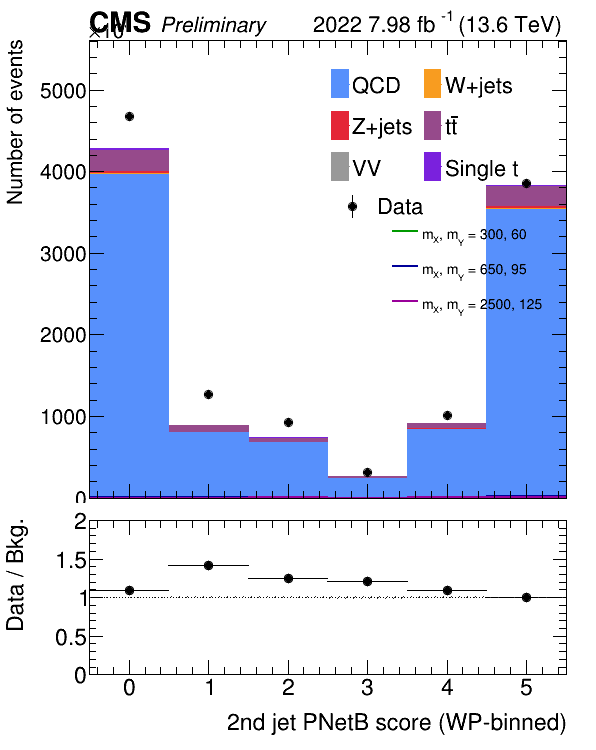 CMS Preliminary 2022 7.98 fb⁻¹ (13.6 TeV)
Number of events
5000
4000
3000
2000
1000
0
QCD W+jets
Z+jets tt̄
VV Single t
Data
mX, mY = 300, 60
mX, mY = 650, 95
mX, mY = 2500, 125
Data / Bkg.
2
1.5
1
0.5
0
0 1 2 3 4 5
2nd jet PNetB score (WP-binned)